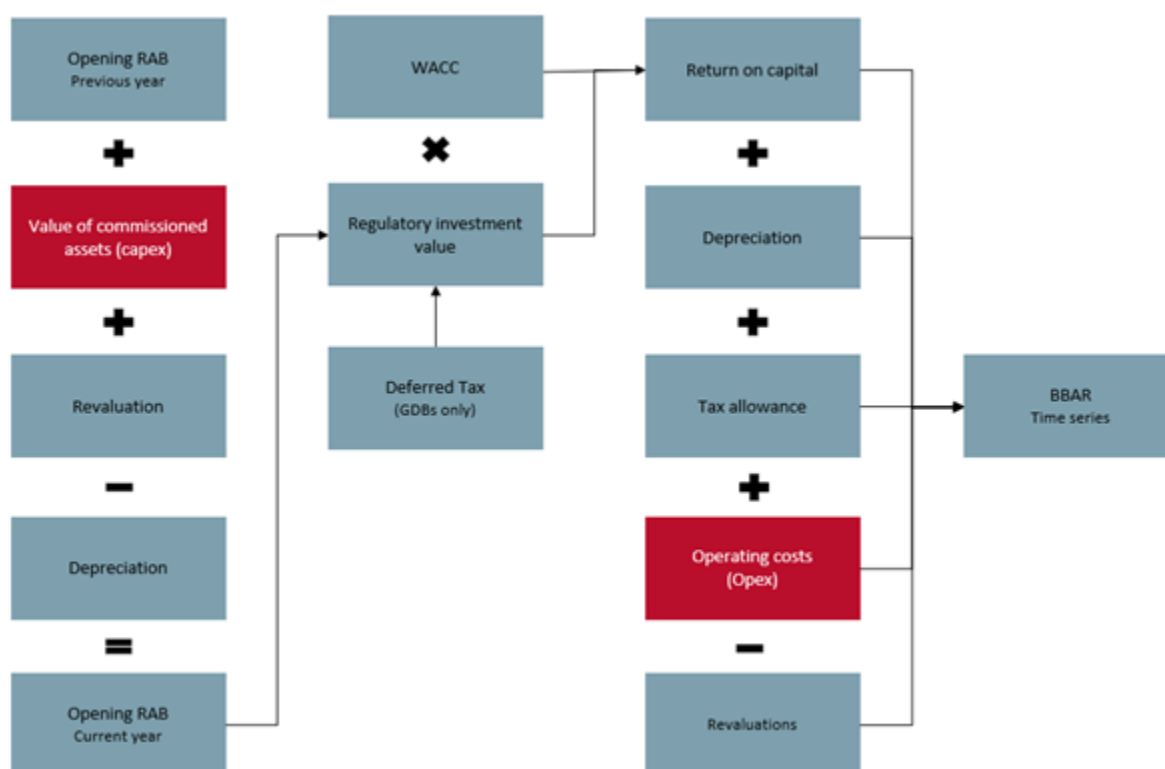 Opening RAB
Previous year
Value of commissioned
assets (capex)
Revaluation
Depreciation
Opening RAB
Current year
WACC
Regulatory investment
value
Deferred Tax
(GDBs only)
Return on capital
Depreciation
Tax allowance
Operating costs
(Opex)
Revaluations
BBAR
Time series